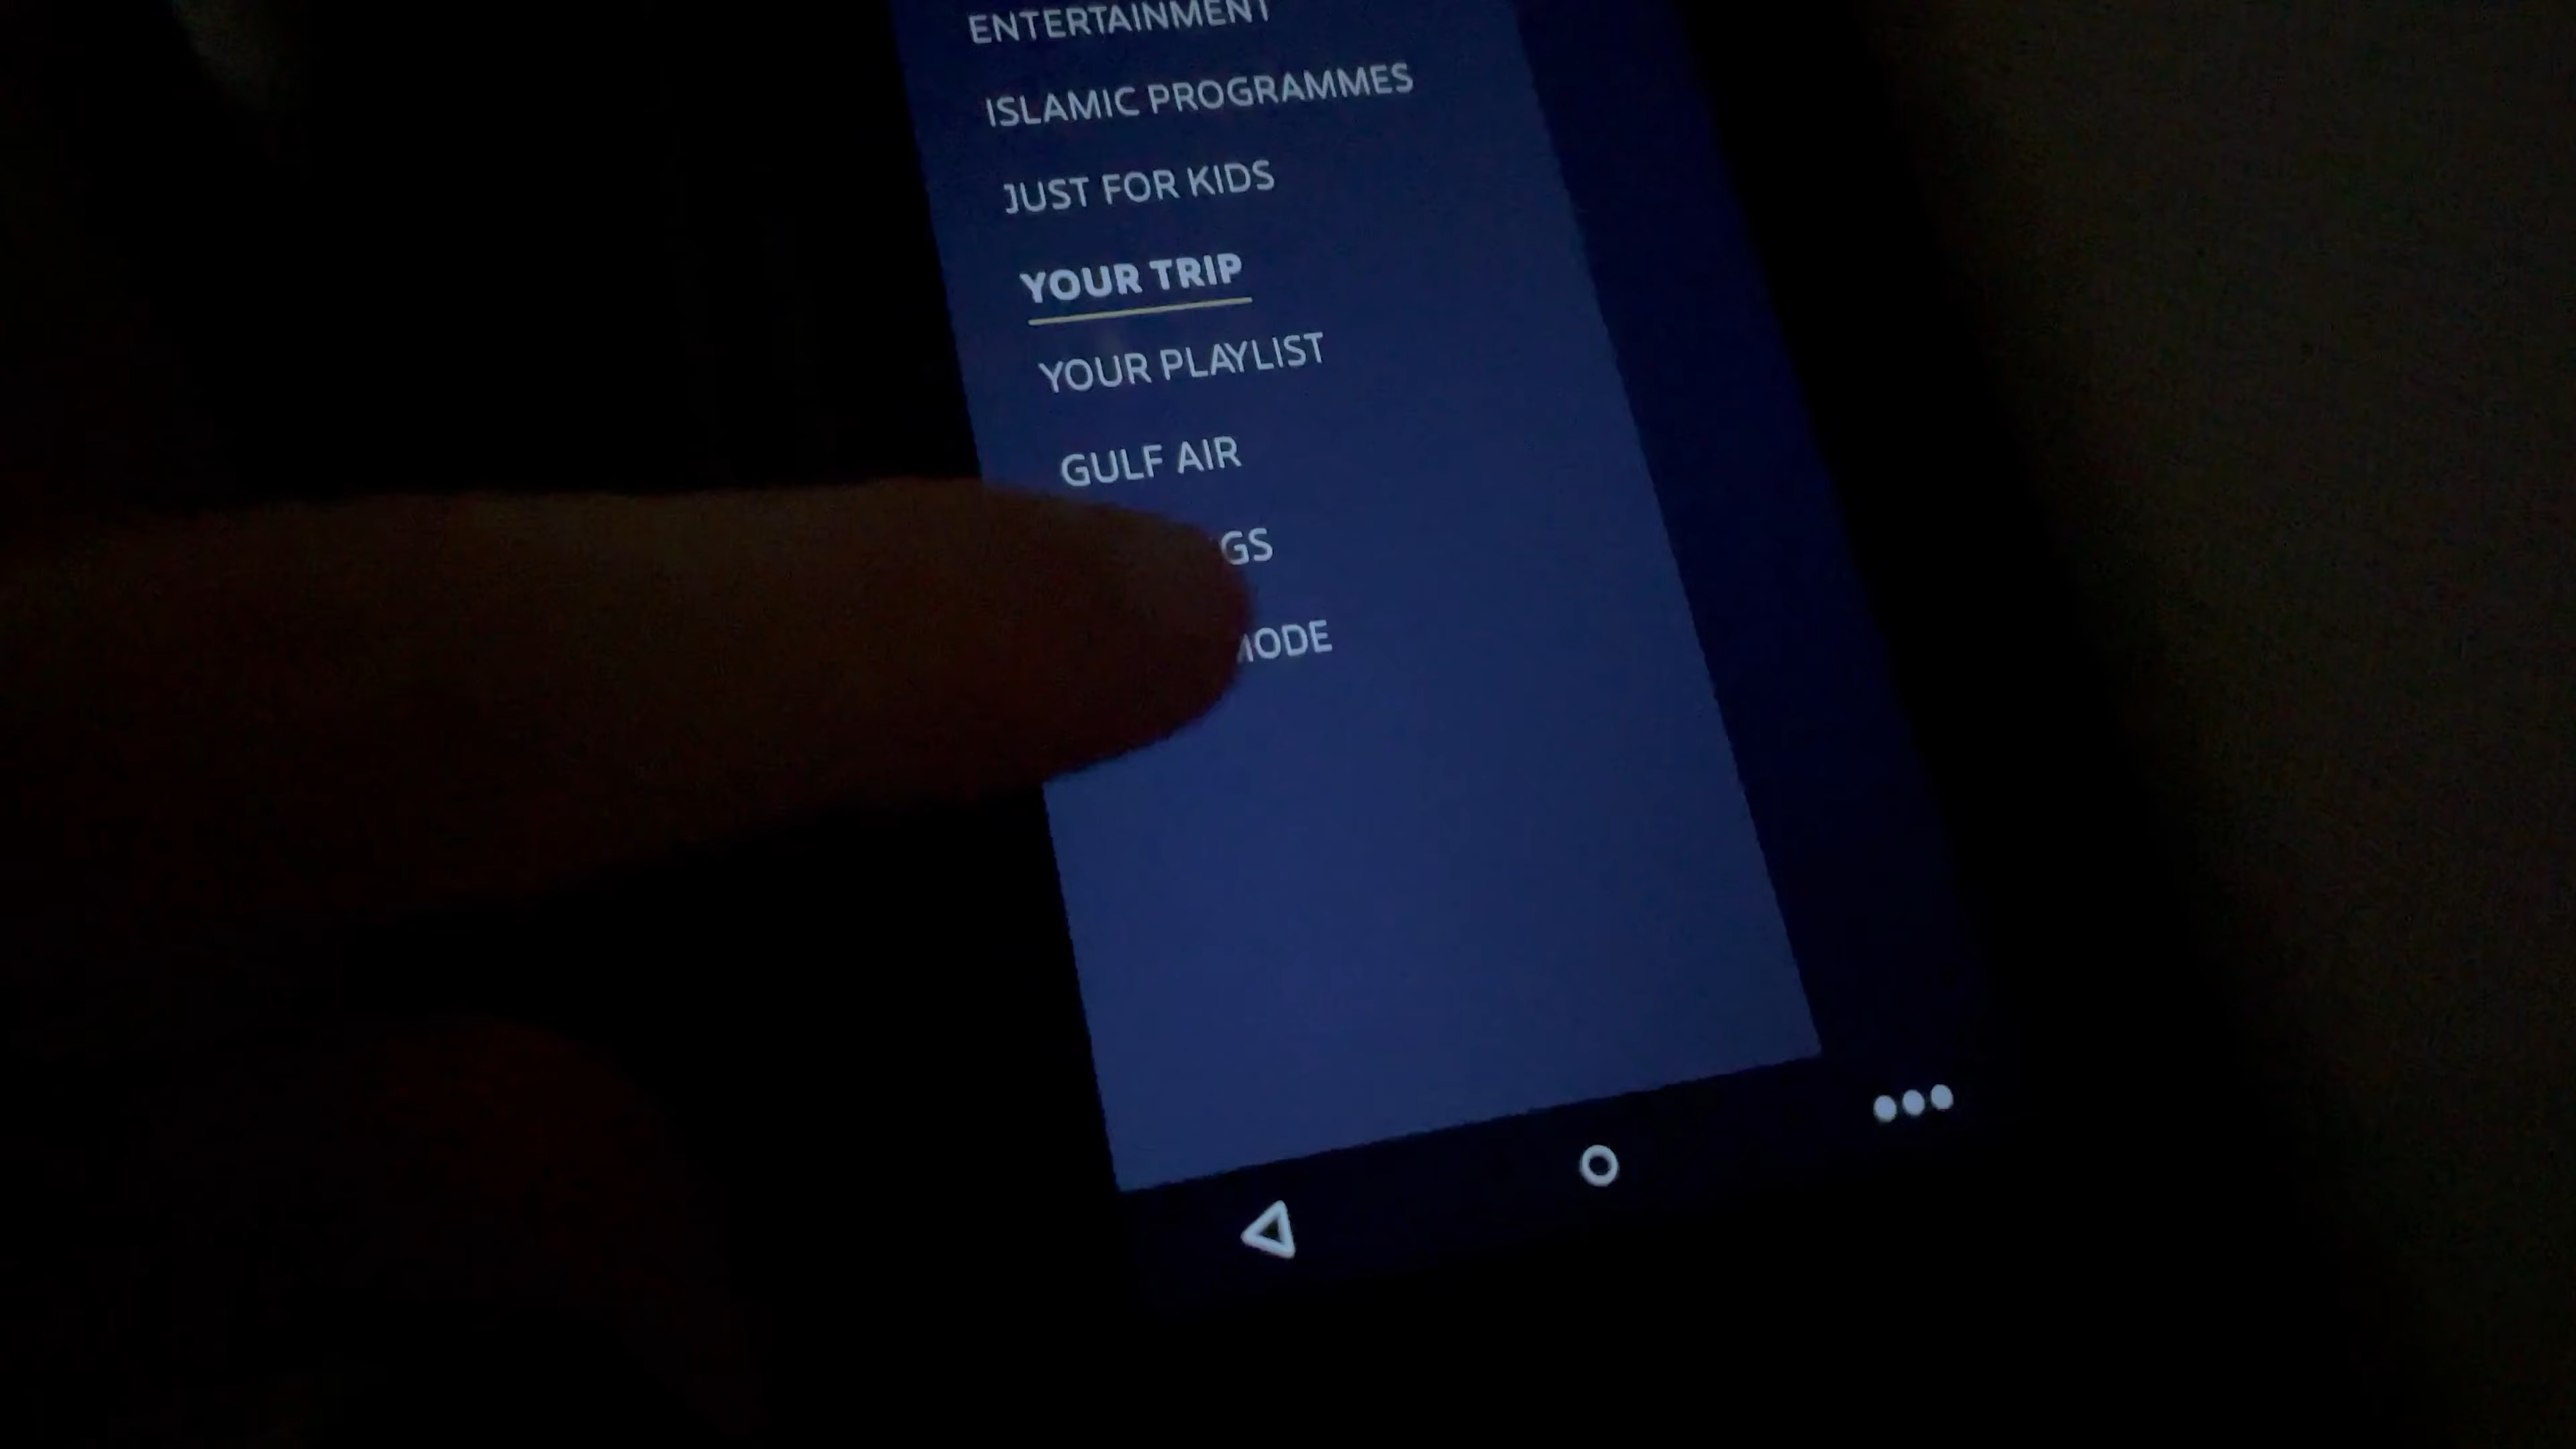 ENTERTAINMENT
ISLAMIC PROGRAMMES
JUST FOR KIDS
YOUR TRIP
YOUR PLAYLIST
GULF AIR